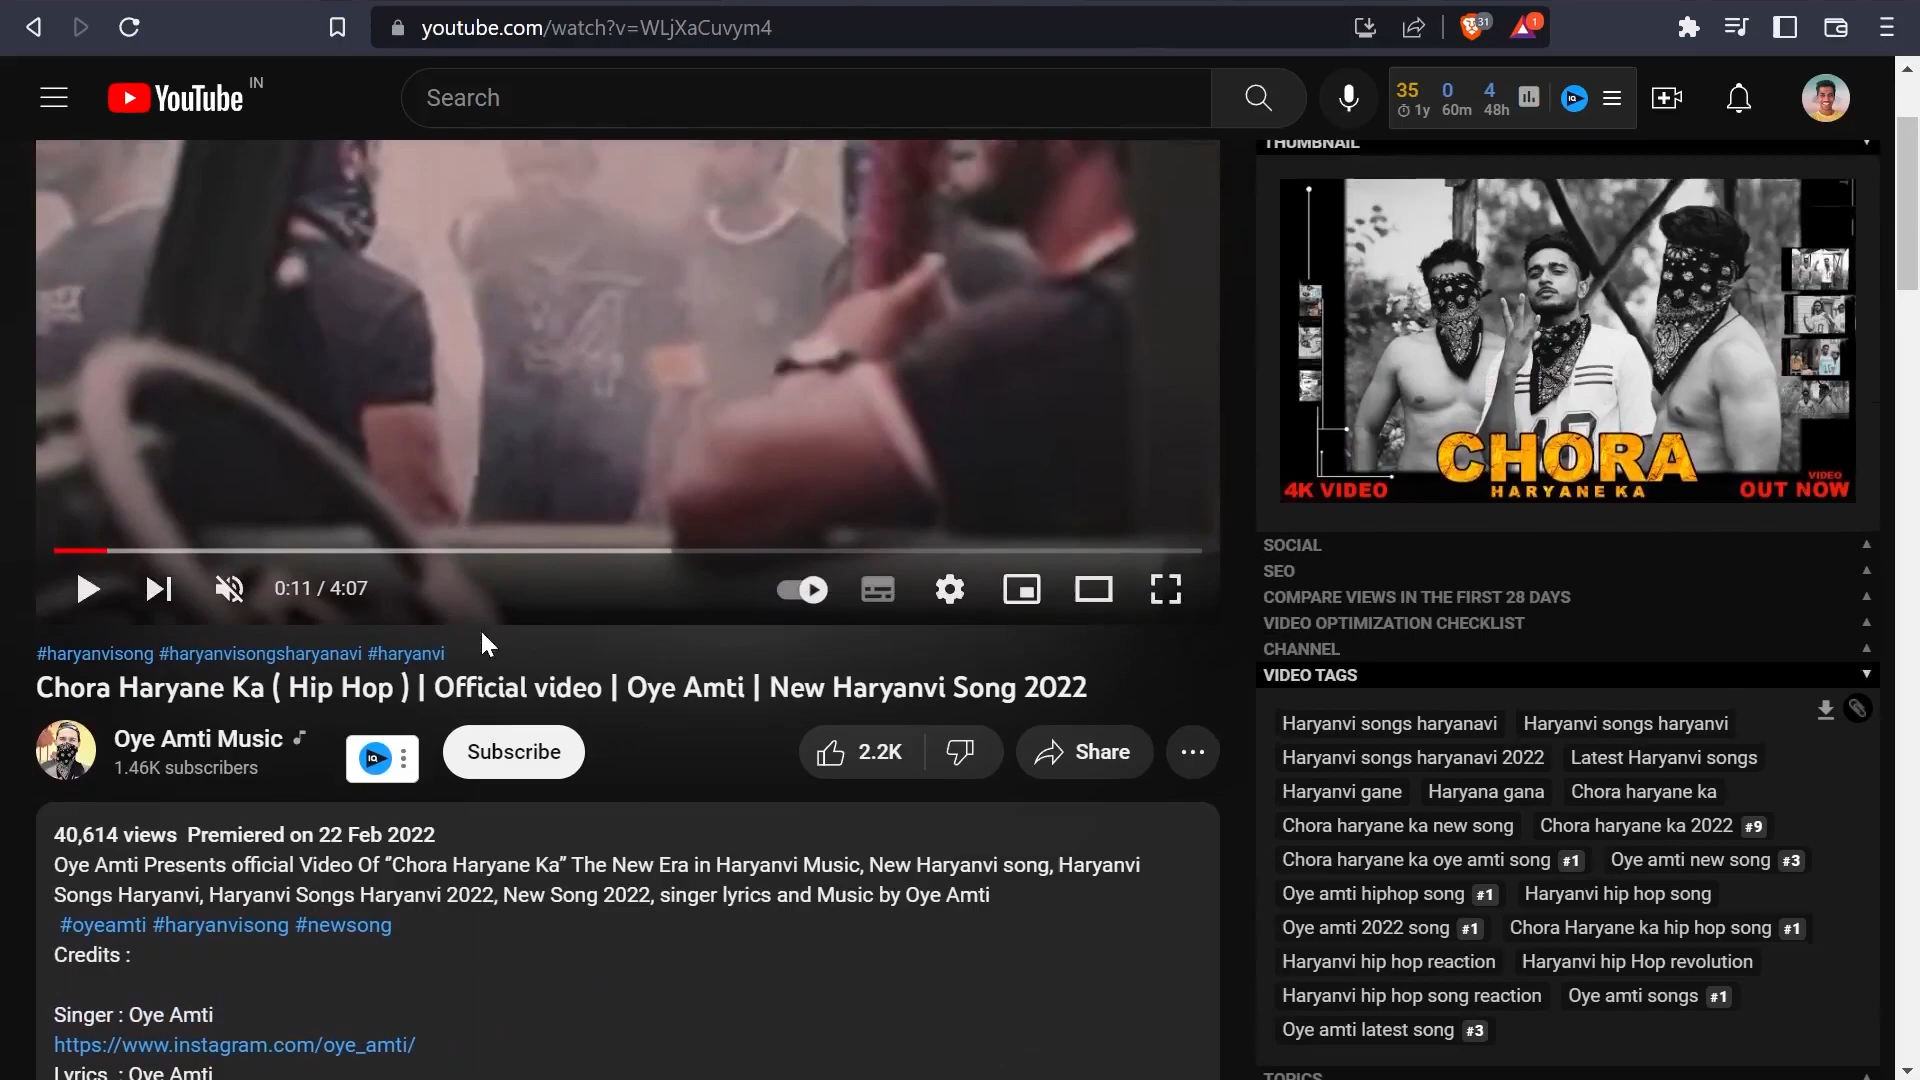 youtube.com/watch?v=WLjXaCuvym4
31
1
YouTube IN
Search
35 0 4
1y 60m 48h
IQ
THUMBNAIL
CHORA
HARYANE KA
4K VIDEO
VIDEO
OUT NOW
0:11 / 4:07
#haryanvisong #haryanvisongsharyanavi #haryanvi
Chora Haryane Ka ( Hip Hop ) | Official video | Oye Amti | New Haryanvi Song 2022
Oye Amti Music
1.46K subscribers
IQ
Subscribe
2.2K
Share
40,614 views Premiered on 22 Feb 2022
Oye Amti Presents official Video Of “Chora Haryane Ka” The New Era in Haryanvi Music, New Haryanvi song, Haryanvi
Songs Haryanvi, Haryanvi Songs Haryanvi 2022, New Song 2022, singer lyrics and Music by Oye Amti
#oyeamti #haryanvisong #newsong
Credits :
Singer : Oye Amti
https://www.instagram.com/oye_amti/
Lyrics : Oye Amti
SOCIAL
SEO
COMPARE VIEWS IN THE FIRST 28 DAYS
VIDEO OPTIMIZATION CHECKLIST
CHANNEL
VIDEO TAGS
Haryanvi songs haryanavi Haryanvi songs haryanvi
Haryanvi songs haryanavi 2022 Latest Haryanvi songs
Haryanvi gane Haryana gana Chora haryane ka
Chora haryane ka new song Chora haryane ka 2022 #9
Chora haryane ka oye amti song #1 Oye amti new song #3
Oye amti hiphop song #1 Haryanvi hip hop song
Oye amti 2022 song #1 Chora Haryane ka hip hop song #1
Haryanvi hip hop reaction Haryanvi hip Hop revolution
Haryanvi hip hop song reaction Oye amti songs #1
Oye amti latest song #3
TOPICS